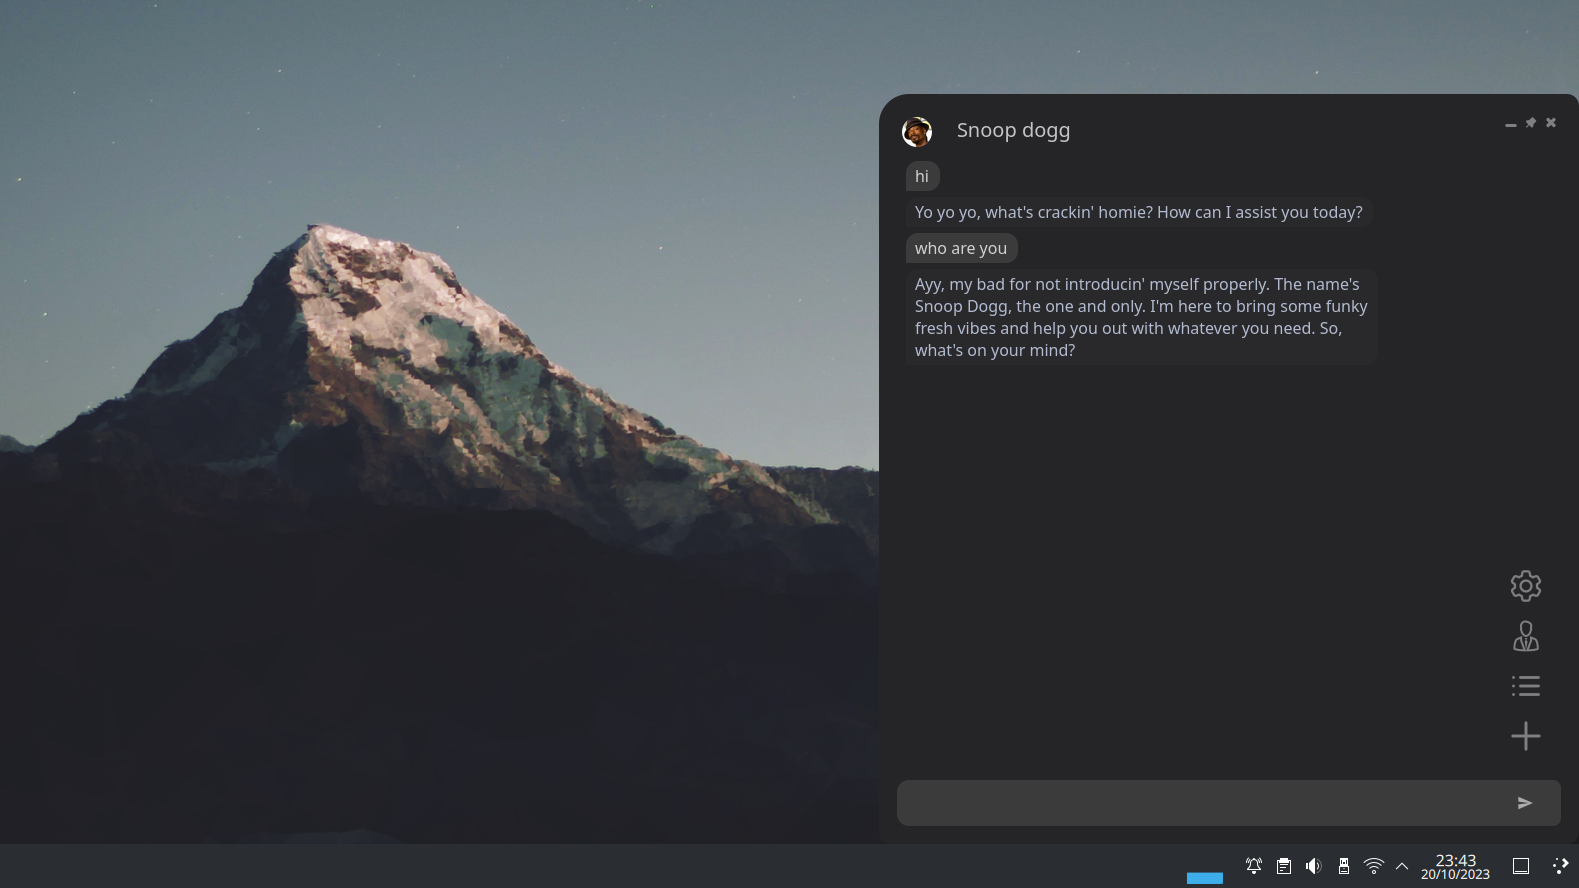 Snoop dogg
hi
Yo yo yo, what's crackin' homie? How can I assist you today?
who are you
Ayy, my bad for not introducin' myself properly. The name's
Snoop Dogg, the one and only. I'm here to bring some funky
fresh vibes and help you out with whatever you need. So,
what's on your mind?
23:43
20/10/2023